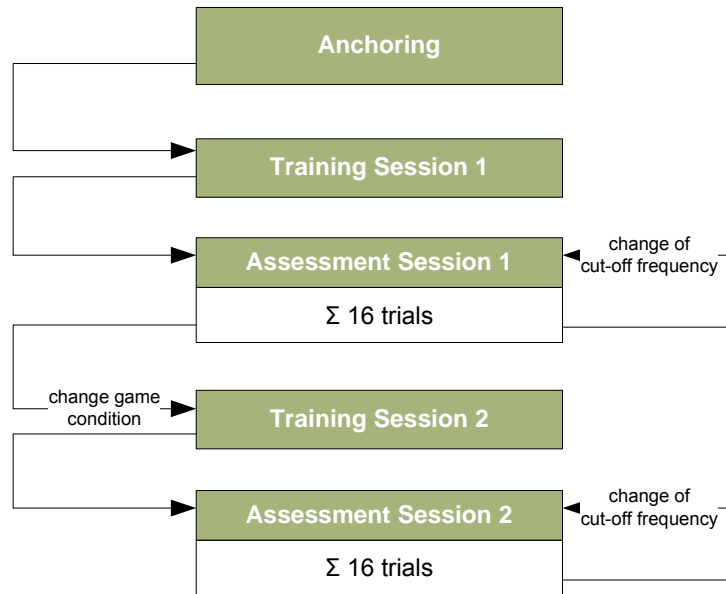 Anchoring
Training Session 1
Assessment Session 1
change of
cut-off frequency
Σ 16 trials
change game
condition
Training Session 2
Assessment Session 2
change of
cut-off frequency
Σ 16 trials